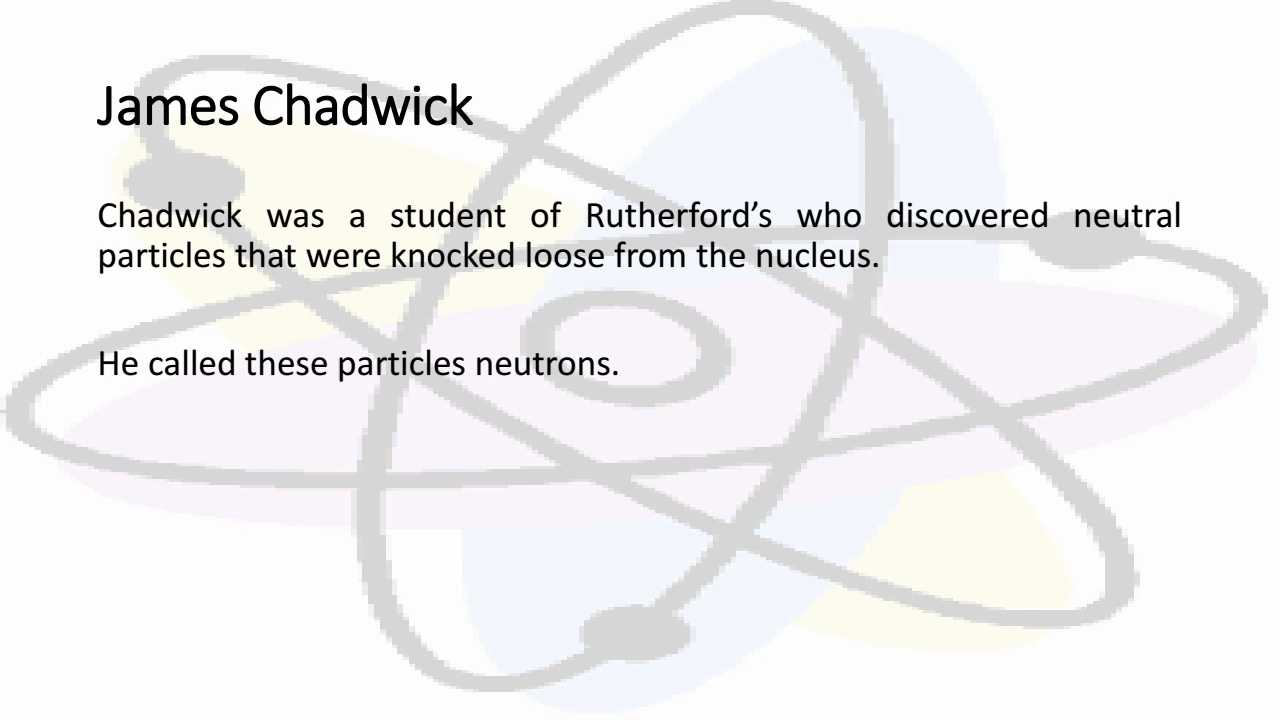 James Chadwick
Chadwick was a student of Rutherford’s who discovered neutral
particles that were knocked loose from the nucleus.
He called these particles neutrons.